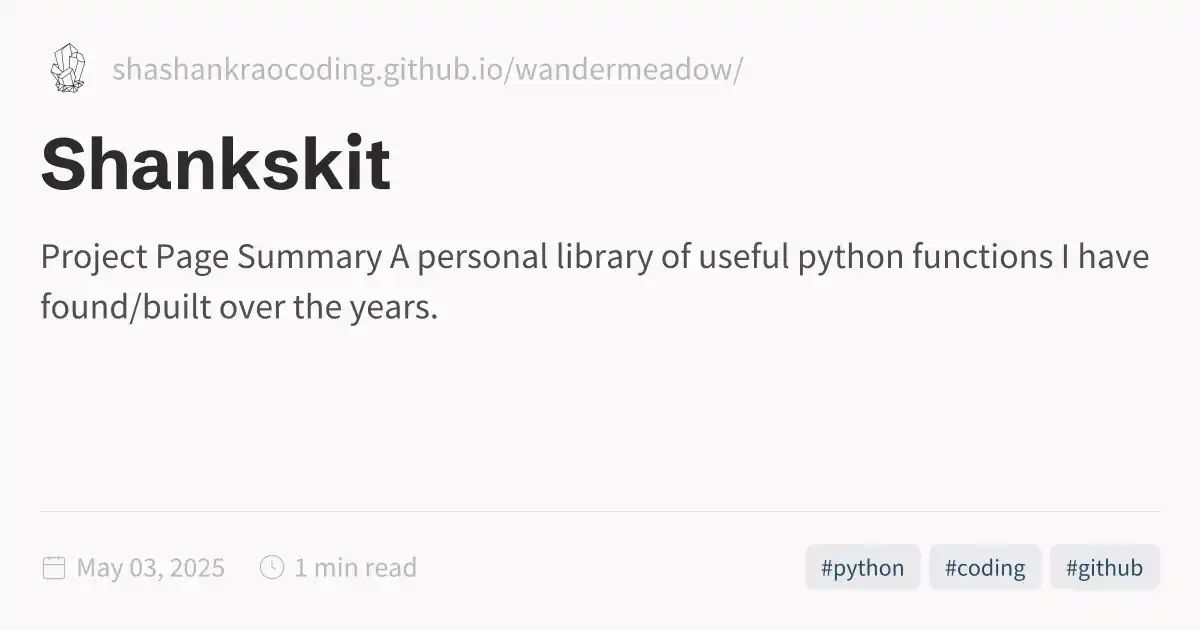 shashankraocoding.github.io/wandermeadow/
Shankskit
Project Page Summary A personal library of useful python functions I have
found/built over the years.
May 03, 2025 1 min read #python #coding #github